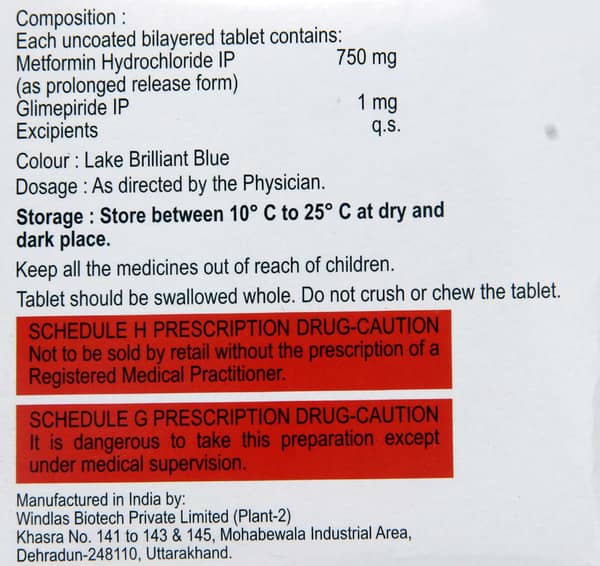 Composition :
Each uncoated bilayered tablet contains:
Metformin Hydrochloride IP 750 mg
(as prolonged release form)
Glimepiride IP 1 mg
Excipients q.s.
Colour : Lake Brilliant Blue
Dosage : As directed by the Physician.
Storage : Store between 10° C to 25° C at dry and
dark place.
Keep all the medicines out of reach of children.
Tablet should be swallowed whole. Do not crush or chew the tablet.
SCHEDULE H PRESCRIPTION DRUG-CAUTION
Not to be sold by retail without the prescription of a
Registered Medical Practitioner.
SCHEDULE G PRESCRIPTION DRUG-CAUTION
It is dangerous to take this preparation except
under medical supervision.
Manufactured in India by:
Windlas Biotech Private Limited (Plant-2)
Khasra No. 141 to 143 & 145, Mohabewala Industrial Area,
Dehradun-248110, Uttarakhand.